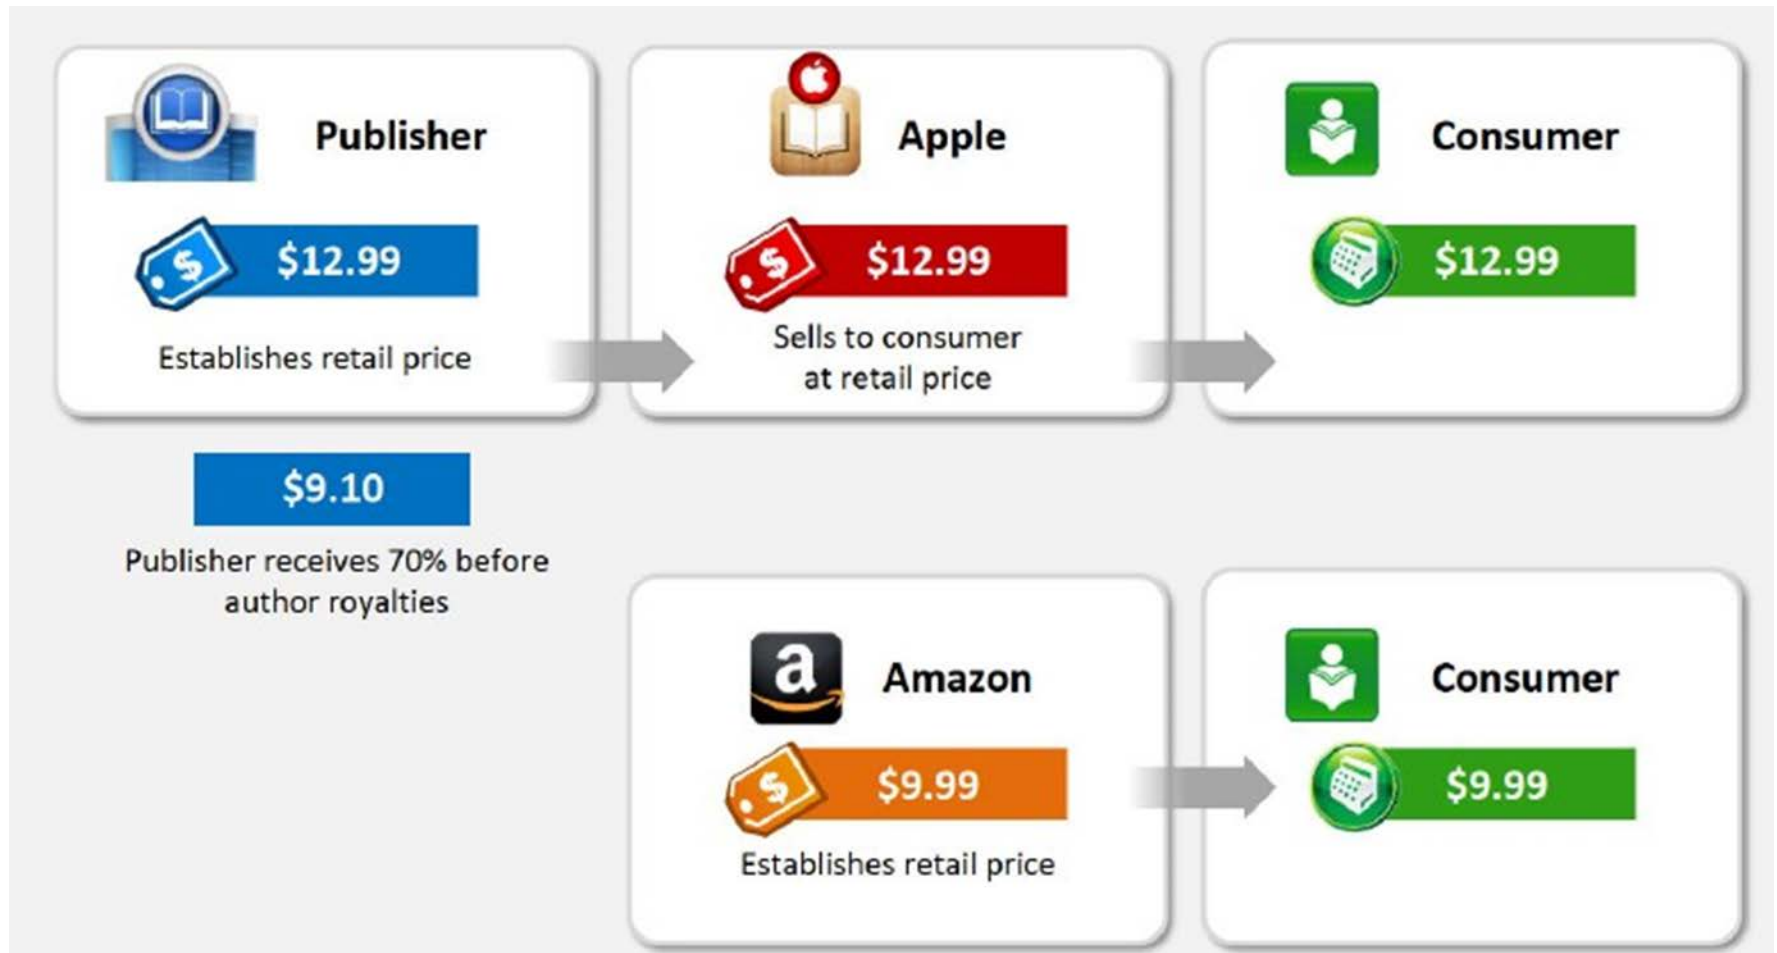 Publisher
$12.99
Establishes retail price
Apple
$12.99
Sells to consumer
at retail price
Consumer
$12.99
$9.10
Publisher receives 70% before
author royalties
a
Amazon
$9.99
Establishes retail price
Consumer
$9.99